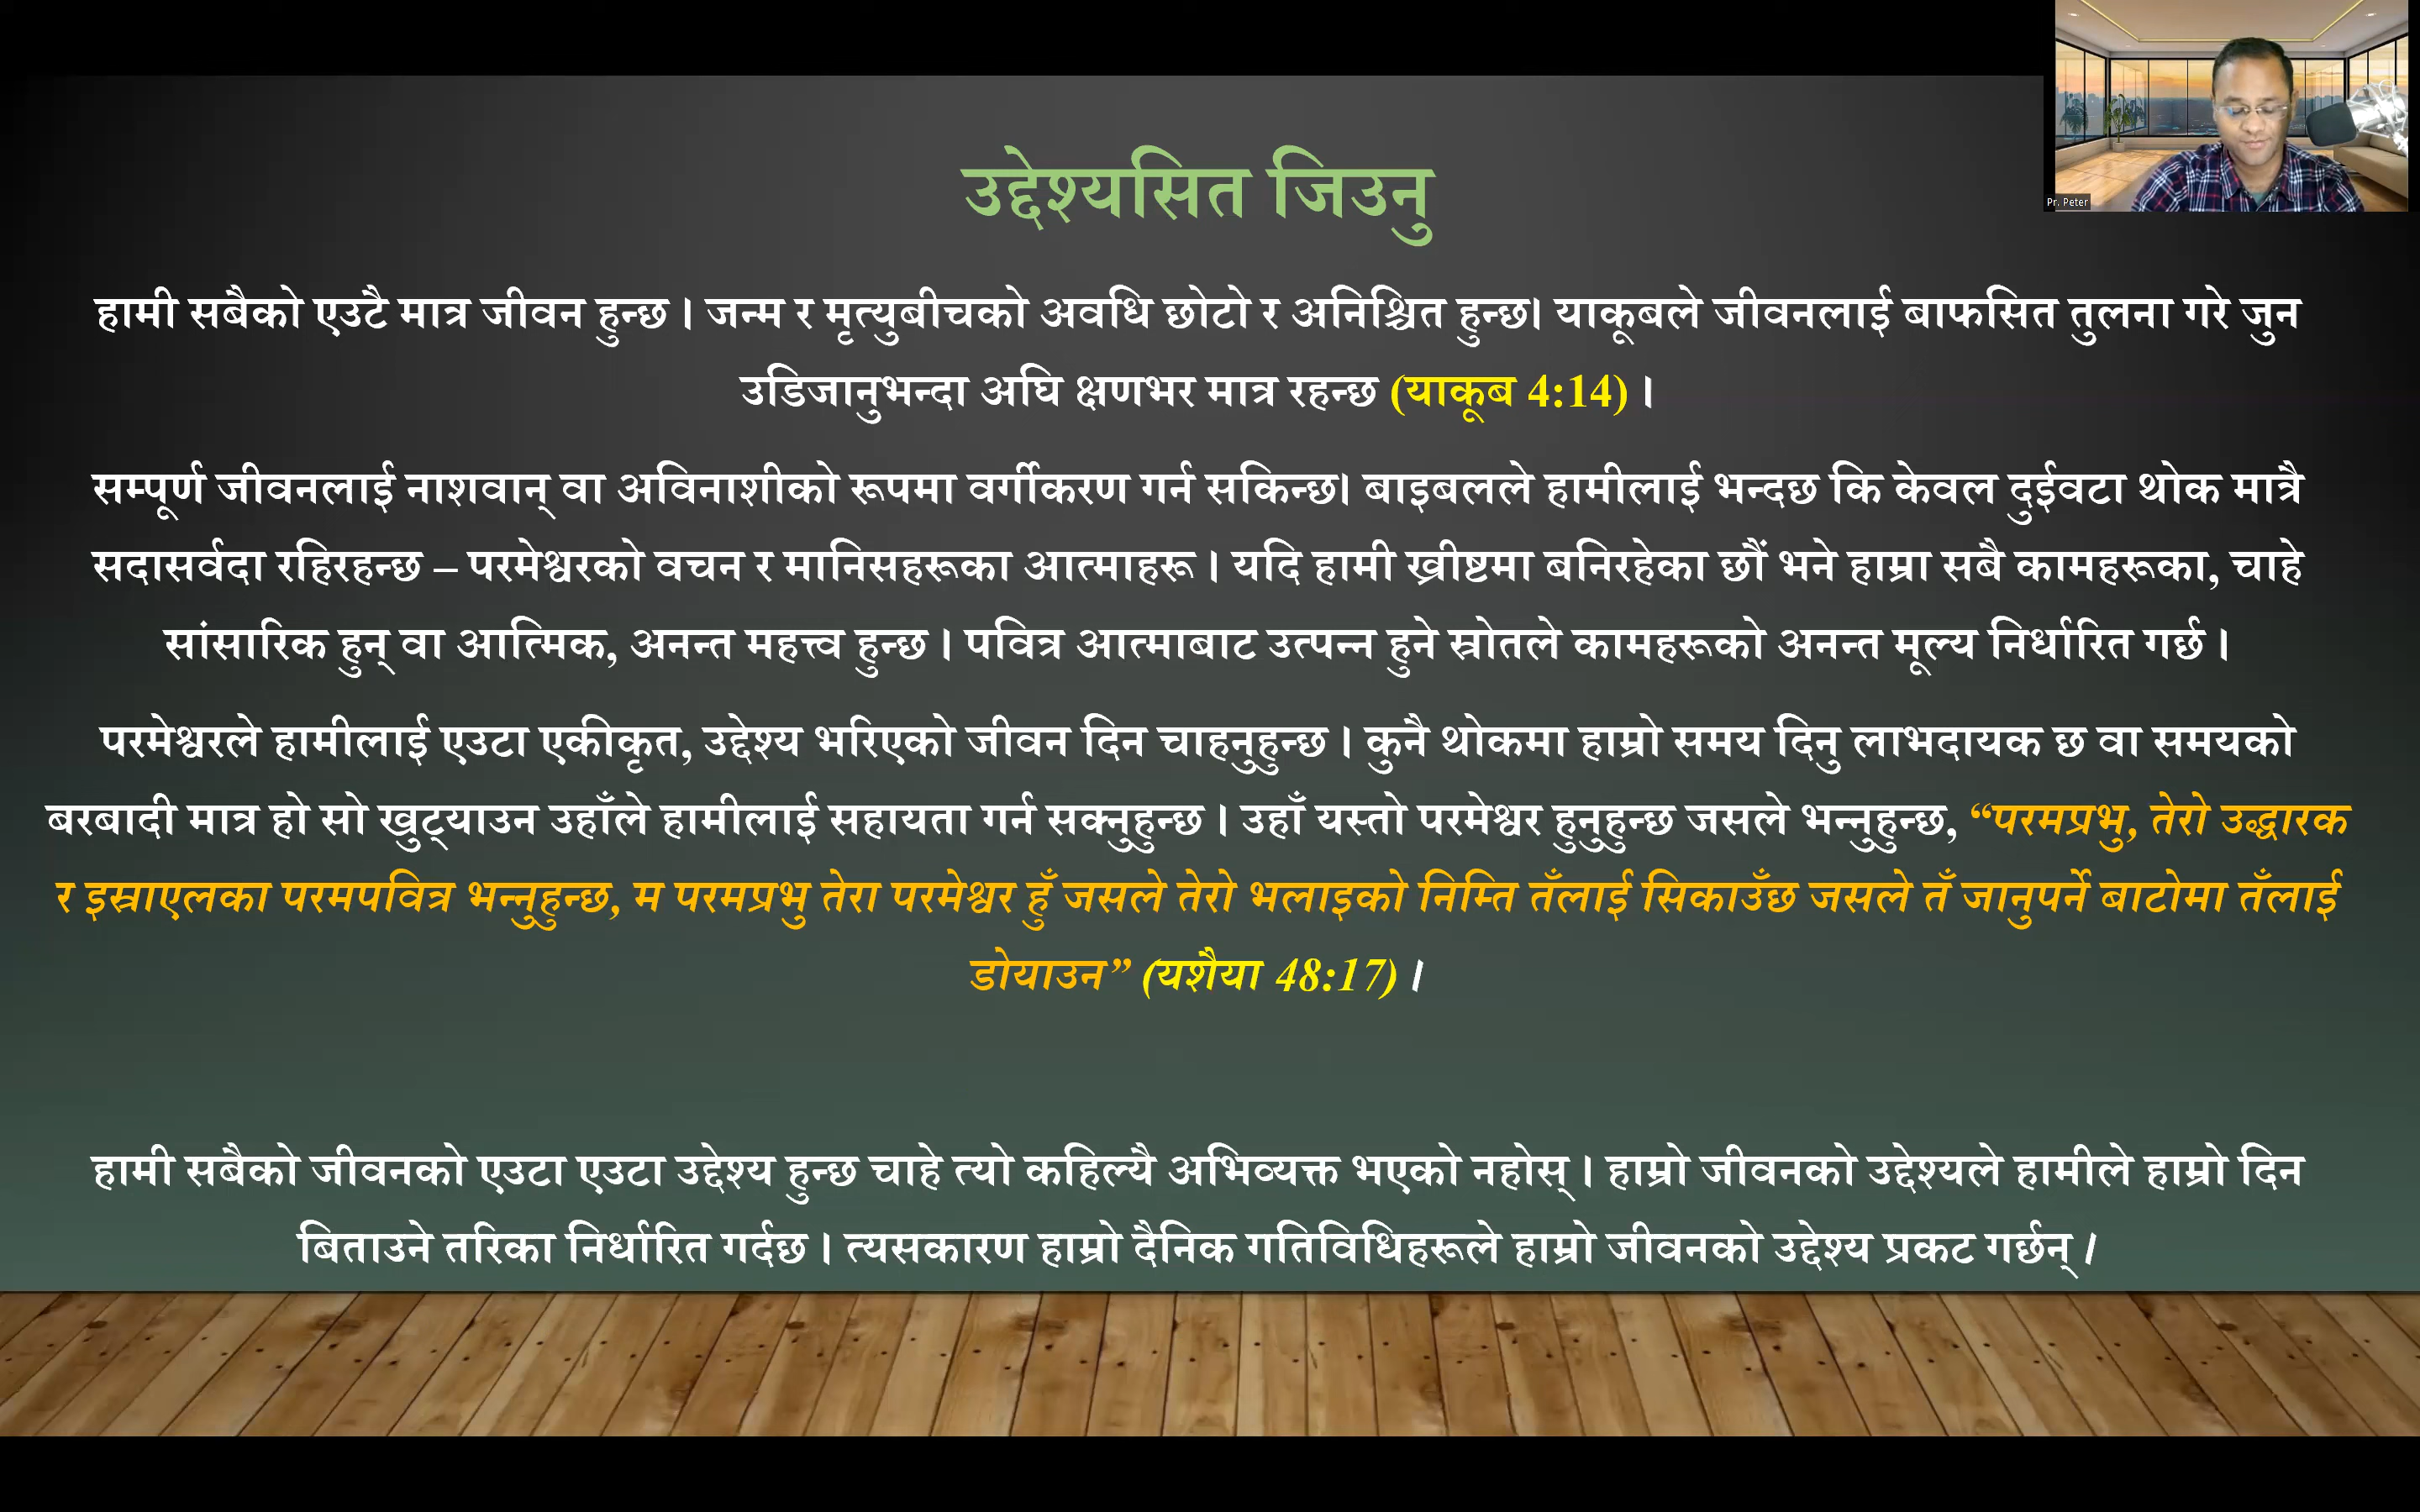 Pr. Peter
उद्देश्यसित जिउनु
हामी सबैको एउटै मात्र जीवन हुन्छ । जन्म र मृत्युबीचको अवधि छोटो र अनिश्चित हुन्छ। याकूबले जीवनलाई बाफसित तुलना गरे जुन
उडिजानुभन्दा अघि क्षणभर मात्र रहन्छ (याकूब 4:14) ।
सम्पूर्ण जीवनलाई नाशवान् वा अविनाशीको रूपमा वर्गीकरण गर्न सकिन्छ। बाइबलले हामीलाई भन्दछ कि केवल दुईवटा थोक मात्रै
सदासर्वदा रहिरहन्छ – परमेश्वरको वचन र मानिसहरूका आत्माहरू । यदि हामी ख्रीष्टमा बनिरहेका छौं भने हाम्रा सबै कामहरूका, चाहे
सांसारिक हुन् वा आत्मिक, अनन्त महत्त्व हुन्छ । पवित्र आत्माबाट उत्पन्न हुने स्रोतले कामहरूको अनन्त मूल्य निर्धारित गर्छ ।
परमेश्वरले हामीलाई एउटा एकीकृत, उद्देश्य भरिएको जीवन दिन चाहनुहुन्छ । कुनै थोकमा हाम्रो समय दिनु लाभदायक छ वा समयको
बरबादी मात्र हो सो खुट्याउन उहाँले हामीलाई सहायता गर्न सक्नुहुन्छ । उहाँ यस्तो परमेश्वर हुनुहुन्छ जसले भन्नुहुन्छ, “परमप्रभु, तेरो उद्धारक
र इस्राएलका परमपवित्र भन्नुहुन्छ, म परमप्रभु तेरा परमेश्वर हुँ जसले तेरो भलाइको निम्ति तँलाई सिकाउँछ जसले तँ जानुपर्ने बाटोमा तँलाई
डोयाउन” (यशैया 48:17) ।
हामी सबैको जीवनको एउटा एउटा उद्देश्य हुन्छ चाहे त्यो कहिल्यै अभिव्यक्त भएको नहोस् । हाम्रो जीवनको उद्देश्यले हामीले हाम्रो दिन
बिताउने तरिका निर्धारित गर्दछ । त्यसकारण हाम्रो दैनिक गतिविधिहरूले हाम्रो जीवनको उद्देश्य प्रकट गर्छन् ।